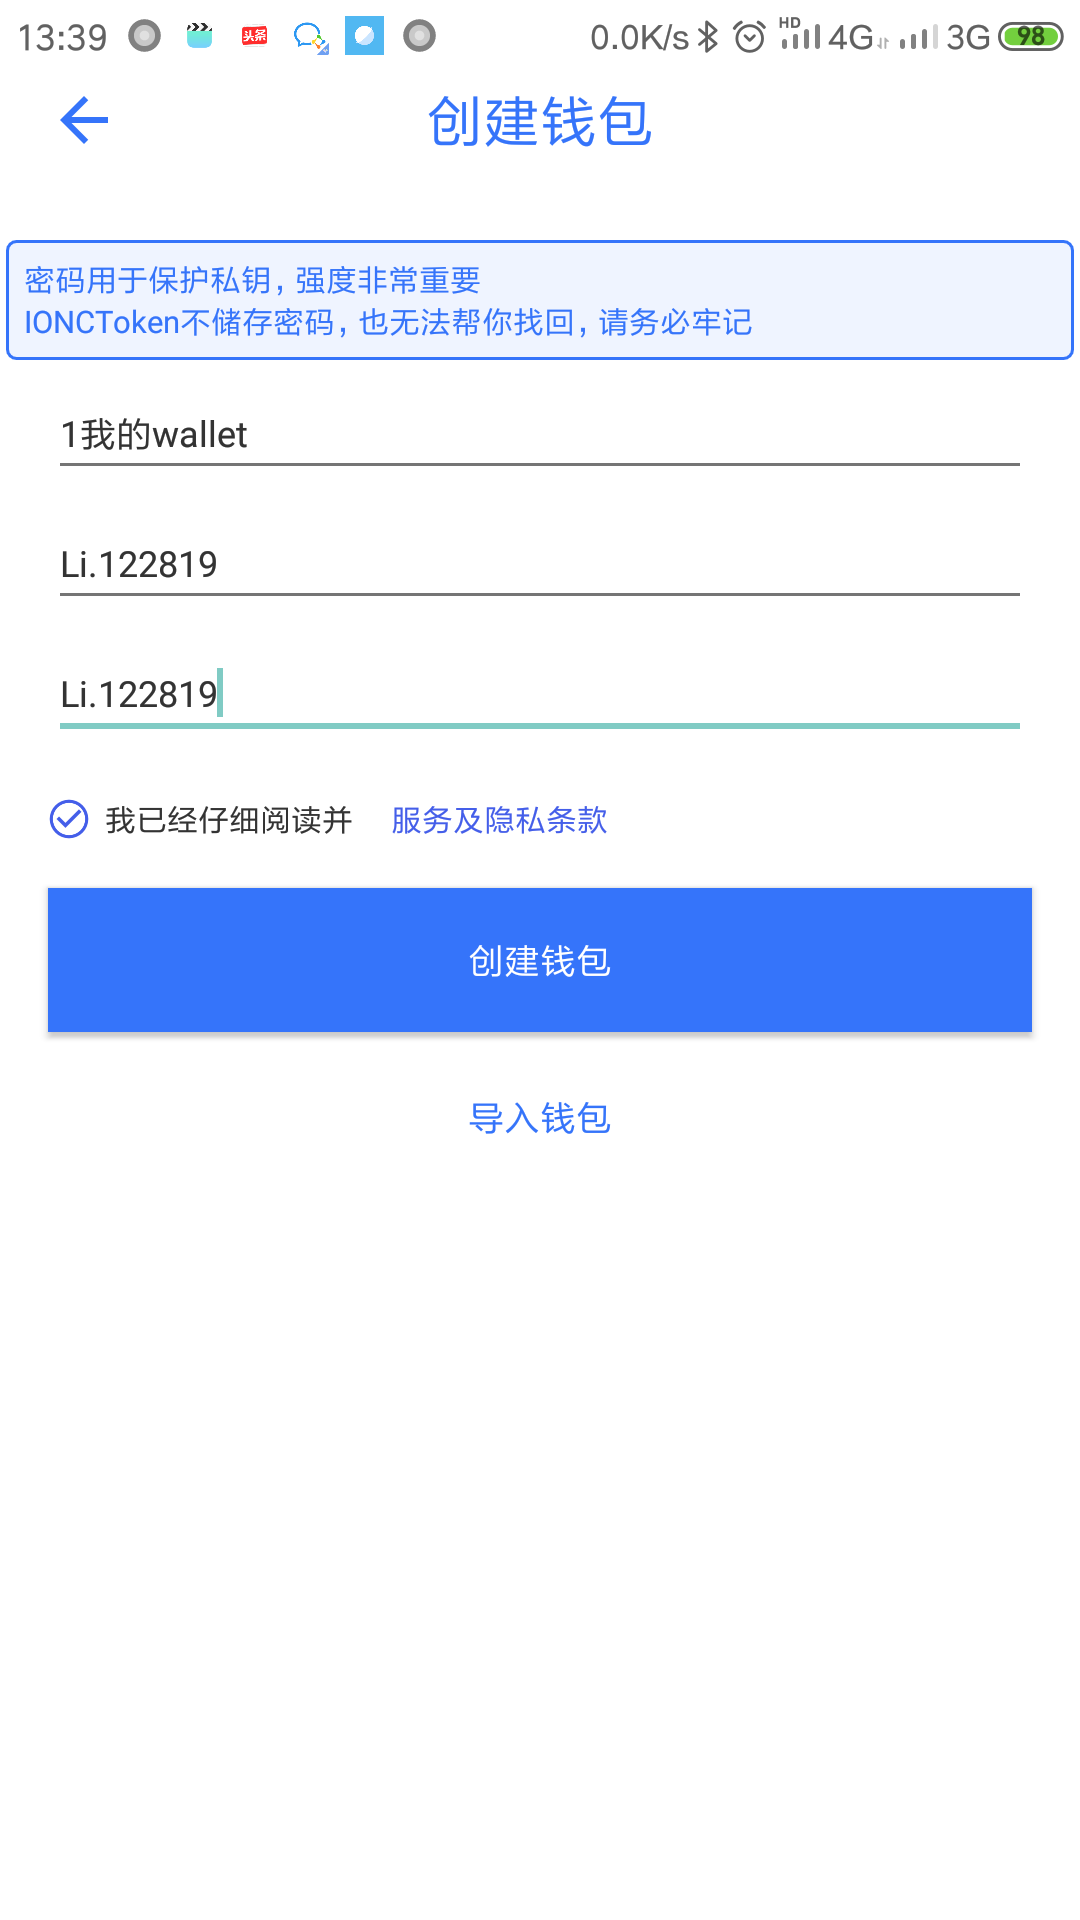 13:39 头条 0.0K/s HD 4G 3G 98
创建钱包
密码用于保护私钥, 强度非常重要
IONCToken不储存密码, 也无法帮你找回, 请务必牢记
1我的wallet
Li.122819
Li.122819
我已经仔细阅读并 服务及隐私条款
创建钱包
导入钱包